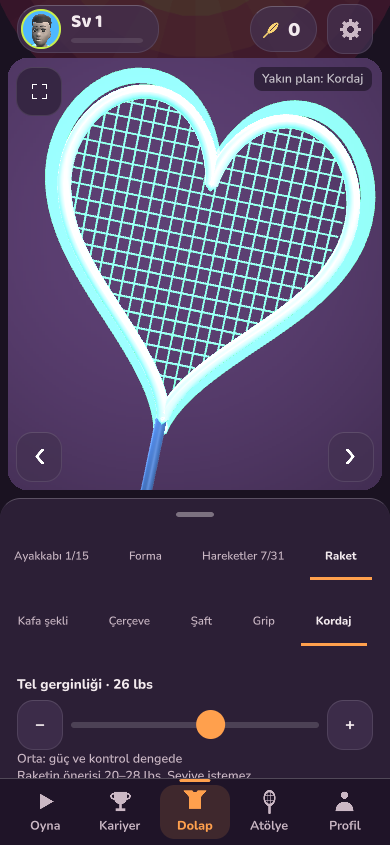 Sv 1
0
Yakın plan: Kordaj
Ayakkabı 1/15
Forma
Hareketler 7/31
Raket
Kafa şekli
Çerçeve
Şaft
Grip
Kordaj
Tel gerginliği · 26 lbs
−
+
Orta: güç ve kontrol dengede
Raketin önerisi 20–28 lbs. Seviye istemez
Oyna
Kariyer
Dolap
Atölye
Profil